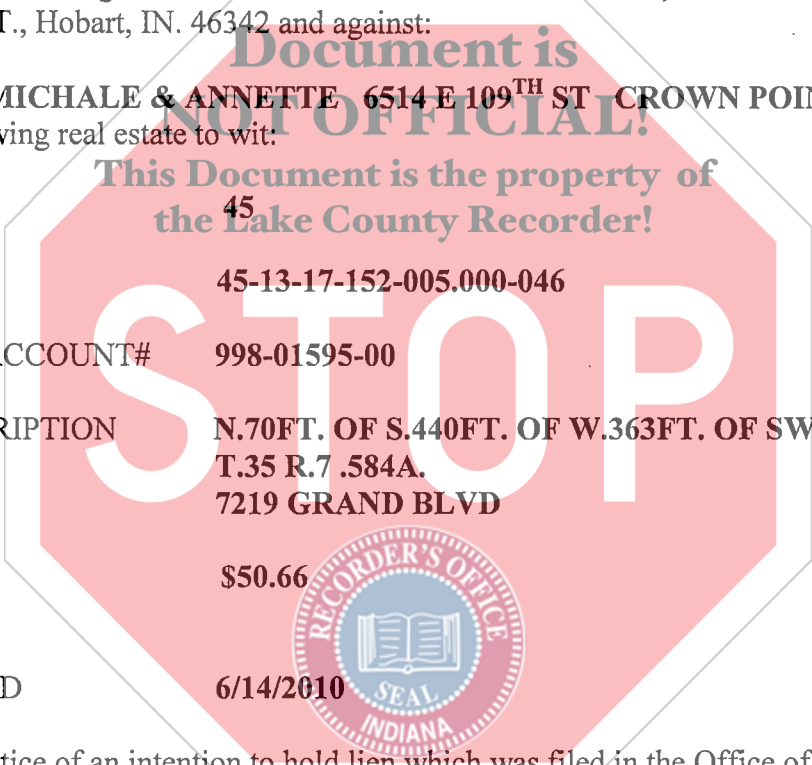 T., Hobart, IN. 46342 and against:
Document is
MICHALE & ANNETTE 6514 E 109TH ST CROWN POIN
NOT OFFICIAL!
ving real estate to wit:
This Document is the property of
45
the Lake County Recorder!
45-13-17-152-005.000-046
STOP
ACCOUNT# 998-01595-00
RIPTION N.70FT. OF S.440FT. OF W.363FT. OF SW
T.35 R.7 .584A.
7219 GRAND BLVD
$50.66
RECORDER'S OFFICE
D 6/14/2010
SEAL
INDIANA
tice of an intention to hold lien which was filed in the Office of